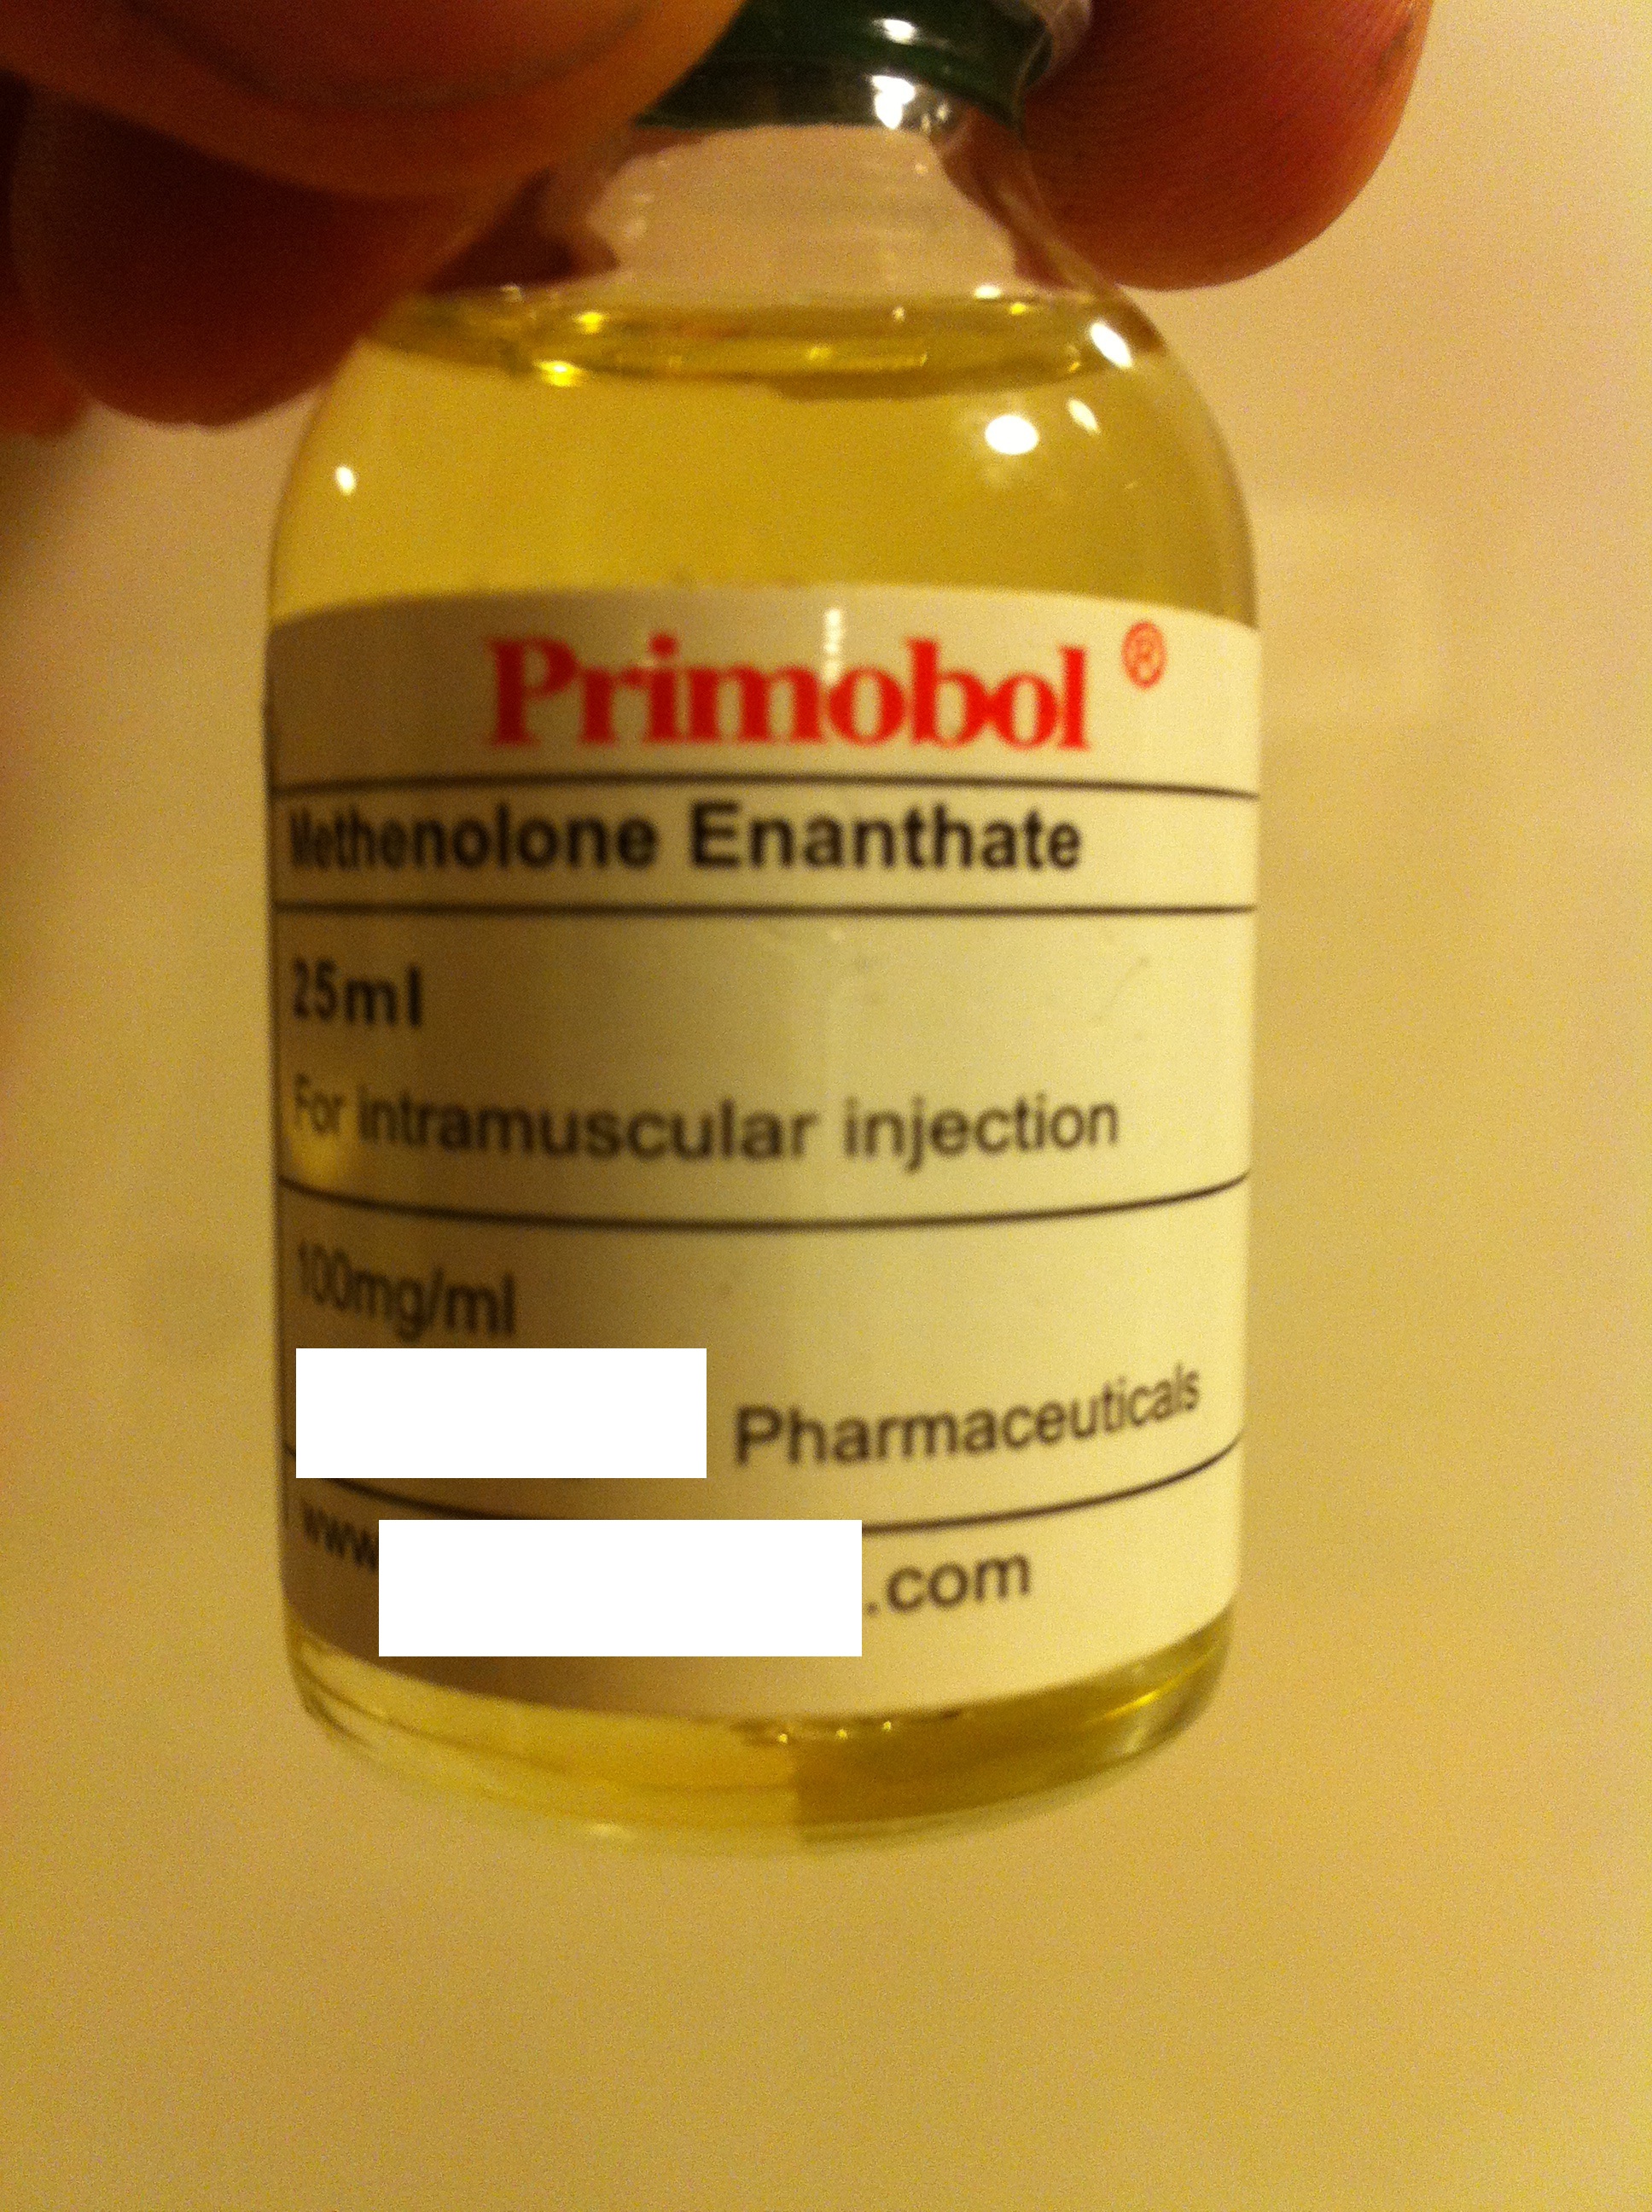 Primobol ®
Methenolone Enanthate
25ml
For intramuscular injection
100mg/ml
Pharmaceuticals
www .com